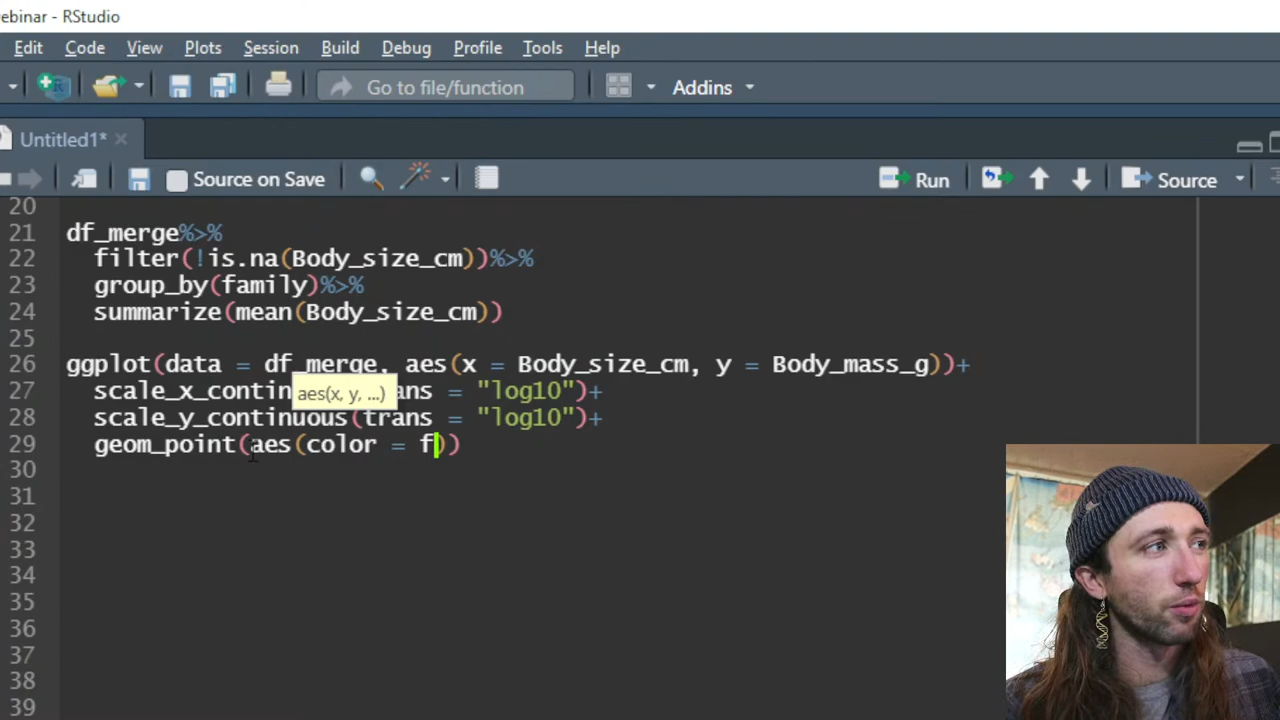 ebinar - RStudio
Edit Code View Plots Session Build Debug Profile Tools Help
Go to file/function Addins
Untitled1*
Source on Save Run Source
20
21 df_merge%>%
22 filter(!is.na(Body_size_cm))%>%
23 group_by(family)%>%
24 summarize(mean(Body_size_cm))
25
26 ggplot(data = df_merge, aes(x = Body_size_cm, y = Body_mass_g))+
27 scale_x_contin aes(x, y, ...) ans = "log10")+
28 scale_y_continuous(trans = "log10")+
29 geom_point(aes(color = f))
30
31
32
33
34
35
36
37
38
39